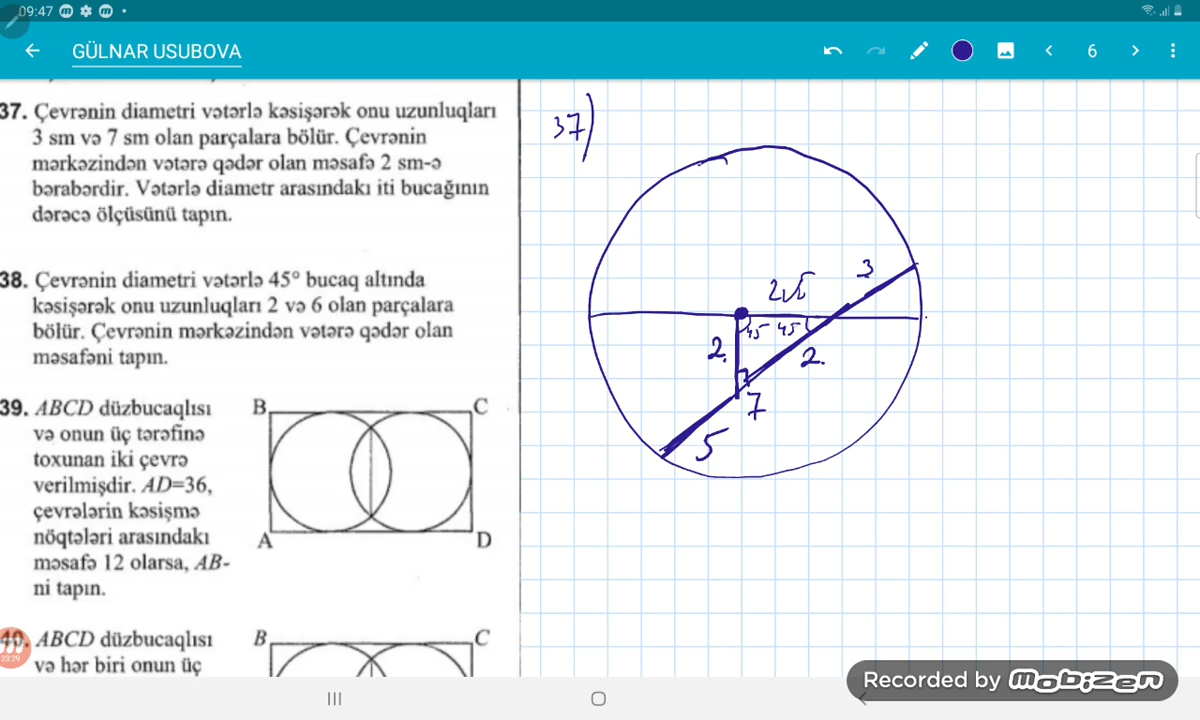 09:47
GÜLNAR USUBOVA
6
37. Çevrənin diametri vətərlə kəsişərək onu uzunluqları
3 sm və 7 sm olan parçalara bölür. Çevrənin
mərkəzindən vətərə qədər olan məsafə 2 sm-ə
bərabərdir. Vətərlə diametr arasındakı iti bucağının
dərəcə ölçüsünü tapın.
38. Çevrənin diametri vətərlə 45° bucaq altında
kəsişərək onu uzunluqları 2 və 6 olan parçalara
bölür. Çevrənin mərkəzindən vətərə qədər olan
məsafəni tapın.
39. ABCD düzbucaqlısı
və onun üç tərəfinə
toxunan iki çevrə
verilmişdir. AD=36,
çevrələrin kəsişmə
nöqtələri arasındakı
məsafə 12 olarsa, AB-
ni tapın.
B C
A D
40. ABCD düzbucaqlısı
və hər biri onun üç
B C
23:29
37)
3
45 45
2. 2.
7
5
Recorded by mobizen